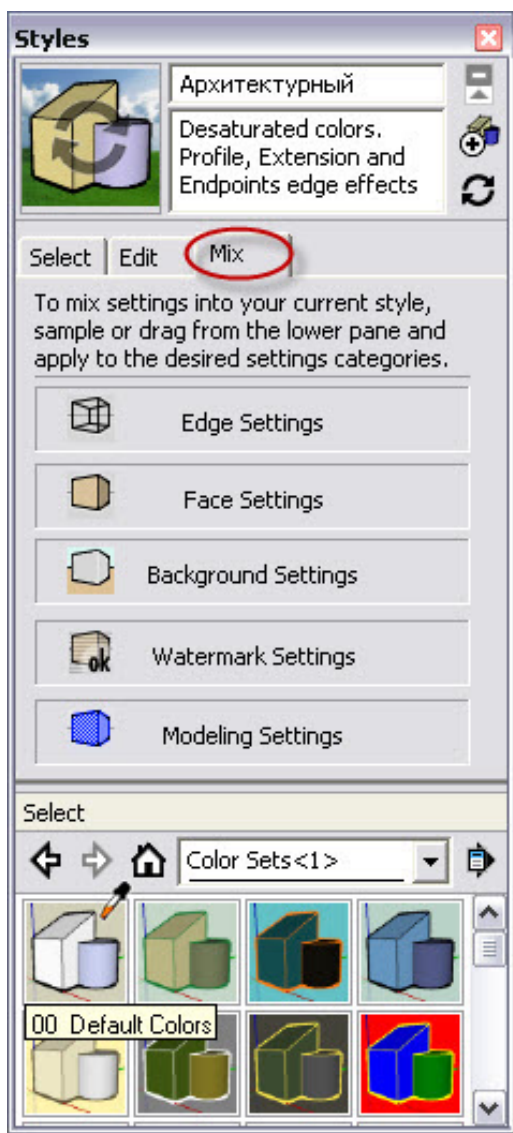 Styles
Архитектурный
Desaturated colors.
Profile, Extension and
Endpoints edge effects
Select
Edit
Mix
To mix settings into your current style,
sample or drag from the lower pane and
apply to the desired settings categories.
Edge Settings
Face Settings
Background Settings
ok
Watermark Settings
Modeling Settings
Select
Color Sets<1>
00 Default Colors